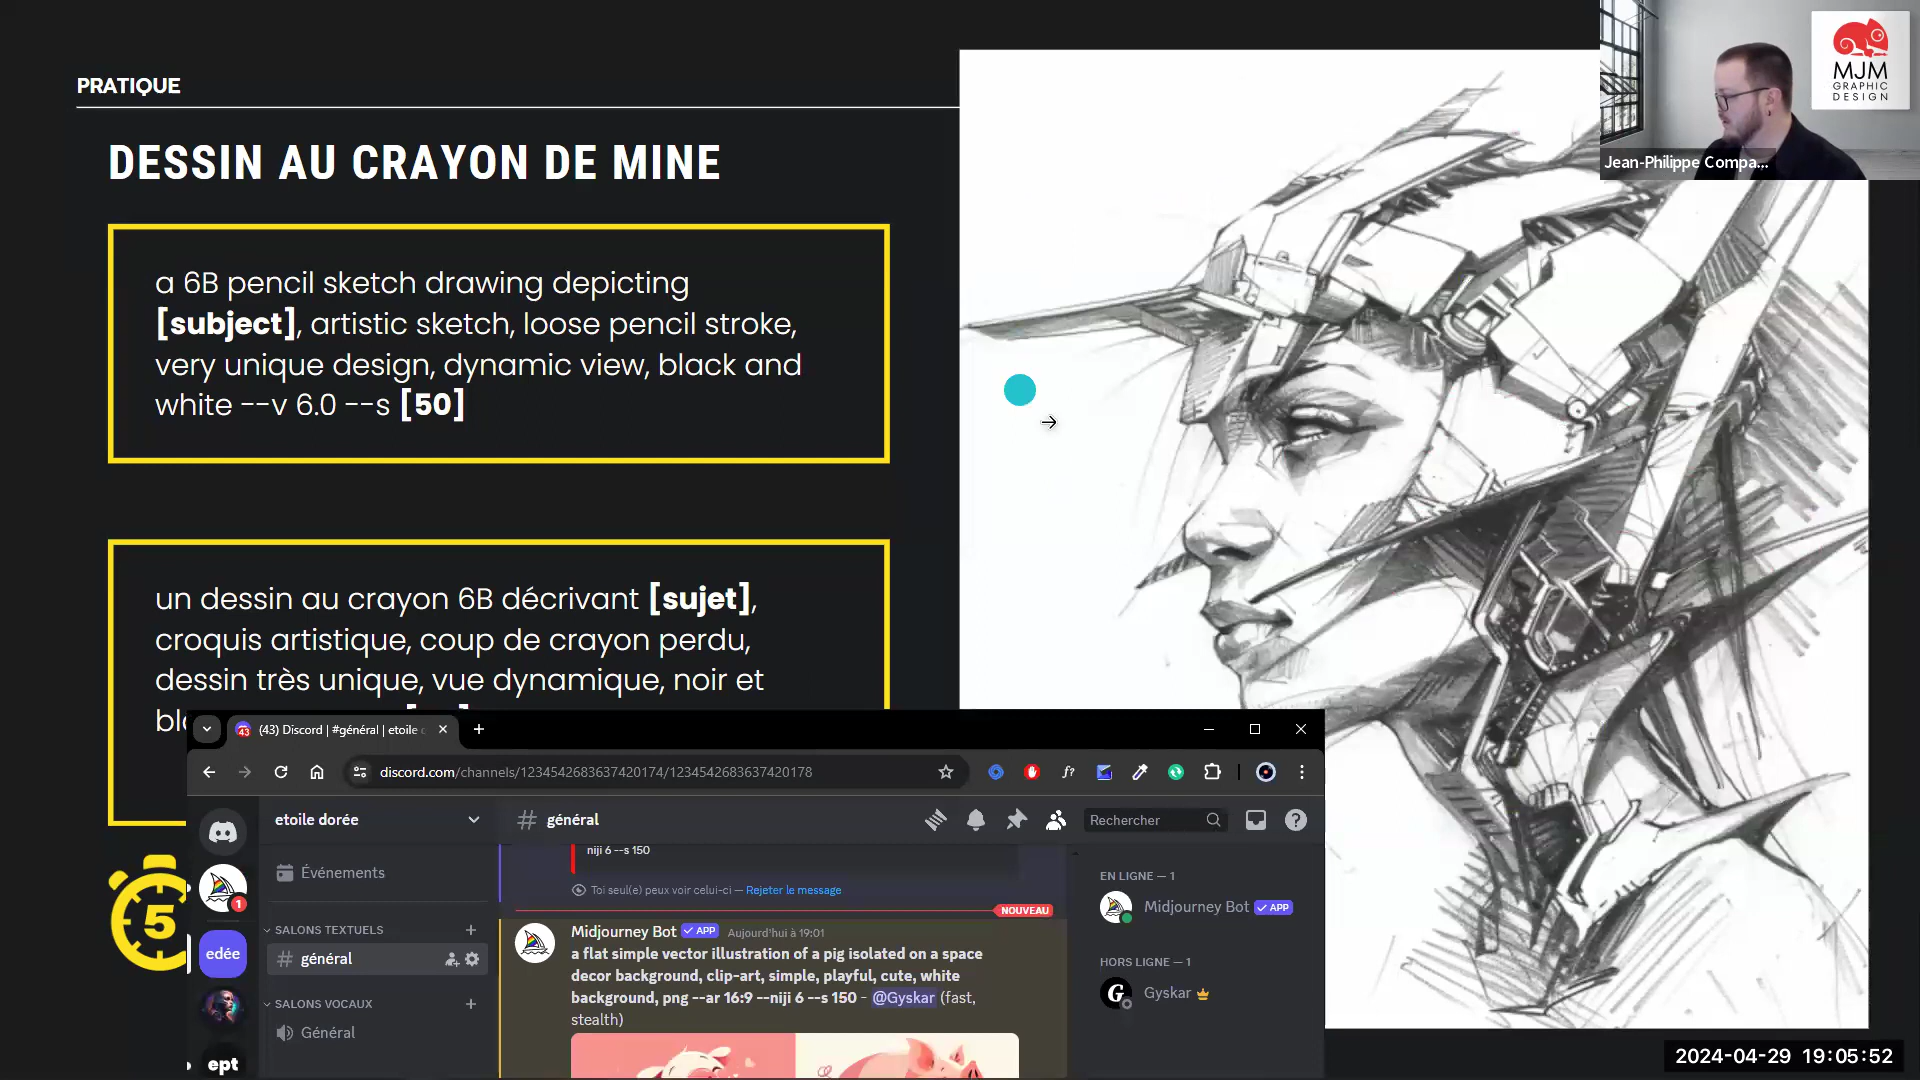 PRATIQUE
DESSIN AU CRAYON DE MINE
a 6B pencil sketch drawing depicting
[subject], artistic sketch, loose pencil stroke,
very unique design, dynamic view, black and
white --v 6.0 --s [50]
un dessin au crayon 6B décrivant [sujet],
croquis artistique, coup de crayon perdu,
dessin très unique, vue dynamique, noir et
5
MJM
GRAPHIC
DESIGN
Jean-Philippe Compa...
(43) Discord | #général | etoile
discord.com/channels/1234542683637420174/1234542683637420178
f?
etoile dorée
Événements
SALONS TEXTUELS
général
SALONS VOCAUX
Général
1
edée
ept
général
Rechercher
niji 6 --s 150
Toi seul(e) peux voir celui-ci — Rejeter le message
NOUVEAU
Midjourney Bot APP Aujourd'hui à 19:01
a flat simple vector illustration of a pig isolated on a space
decor background, clip-art, simple, playful, cute, white
background, png --ar 16:9 --niji 6 --s 150 - @Gyskar (fast,
stealth)
EN LIGNE — 1
Midjourney Bot APP
HORS LIGNE — 1
Gyskar
2024-04-29 19:05:52